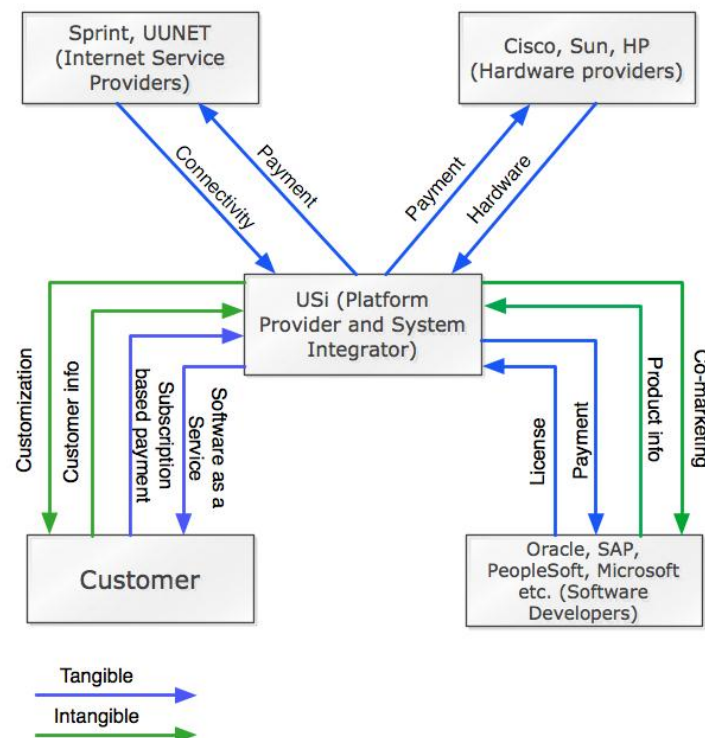 Sprint, UUNET
(Internet Service
Providers)
Cisco, Sun, HP
(Hardware providers)
Connectivity
Payment
Payment
Hardware
USi (Platform
Provider and System
Integrator)
Customization
Customer info
Subscription
based payment
Software as a
Service
License
Payment
Product info
Co-marketing
Customer
Oracle, SAP,
PeopleSoft, Microsoft
etc. (Software
Developers)
Tangible
Intangible